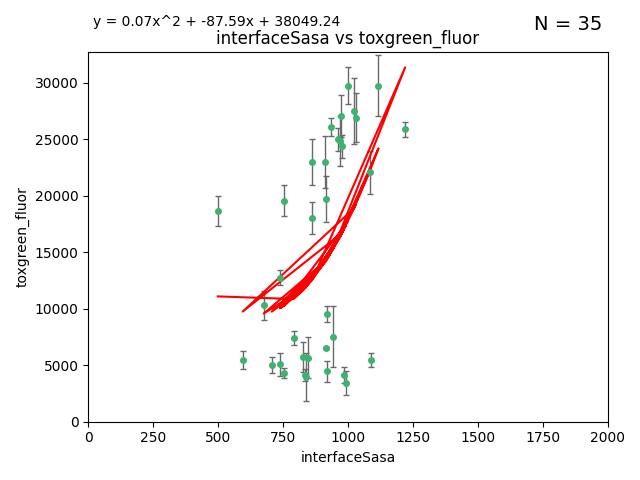 y = 0.07x^2 + -87.59x + 38049.24
N = 35
interfaceSasa vs toxgreen_fluor
30000
25000
20000
15000
10000
5000
0
toxgreen_fluor
0 250 500 750 1000 1250 1500 1750 2000
interfaceSasa